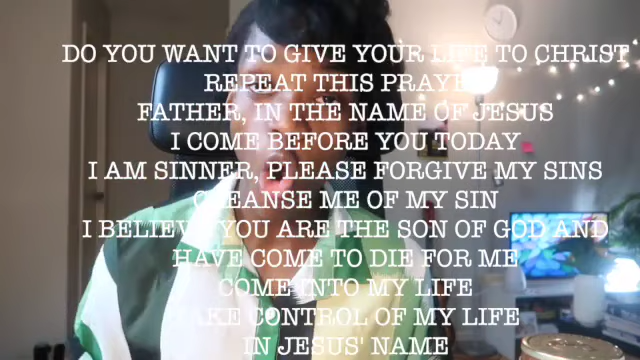 DO YOU WANT TO GIVE YOUR LIFE TO CHRIST
REPEAT THIS PRAYER
FATHER, IN THE NAME OF JESUS
I COME BEFORE YOU TODAY
I AM SINNER, PLEASE FORGIVE MY SINS
CLEANSE ME OF MY SIN
I BELIEVE YOU ARE THE SON OF GOD AND
HAVE COME TO DIE FOR ME
COME INTO MY LIFE
TAKE CONTROL OF MY LIFE
IN JESUS' NAME